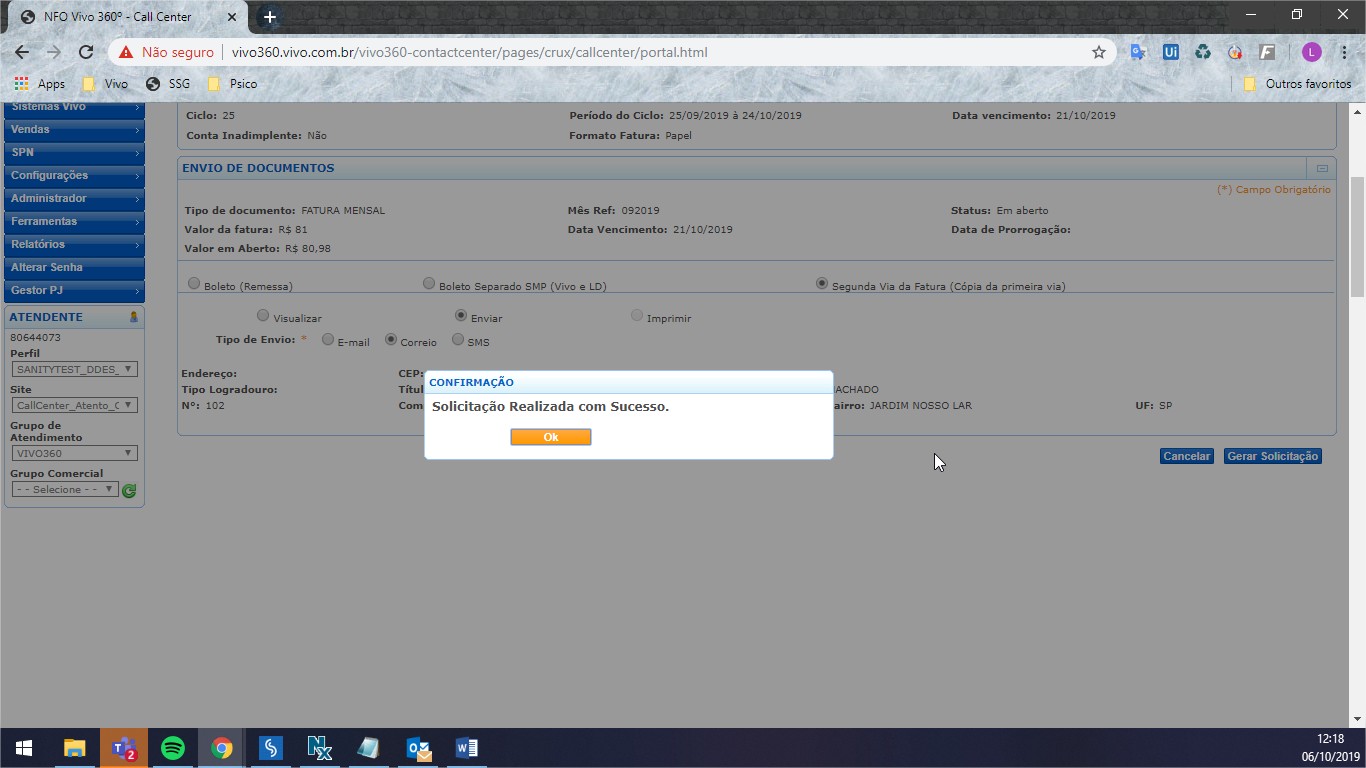 NFO Vivo 360º - Call Center
Não seguro vivo360.vivo.com.br/vivo360-contactcenter/pages/crux/callcenter/portal.html
Apps Vivo SSG Psico Outros favoritos
Sistemas Vivo
Vendas
SPN
Configurações
Administrador
Ferramentas
Relatórios
Alterar Senha
Gestor PJ
ATENDENTE
80644073
Perfil
SANITYTEST_DDES_
Site
CallCenter_Atento_C
Grupo de
Atendimento
VIVO360
Grupo Comercial
- - Selecione - -
Ciclo: 25 Período do Ciclo: 25/09/2019 à 24/10/2019 Data vencimento: 21/10/2019
Conta Inadimplente: Não Formato Fatura: Papel
ENVIO DE DOCUMENTOS
(*) Campo Obrigatório
Tipo de documento: FATURA MENSAL Mês Ref: 092019 Status: Em aberto
Valor da fatura: R$ 81 Data Vencimento: 21/10/2019 Data de Prorrogação:
Valor em Aberto: R$ 80,98
Boleto (Remessa) Boleto Separado SMP (Vivo e LD) Segunda Via da Fatura (Cópia da primeira via)
Visualizar Enviar Imprimir
Tipo de Envio: * E-mail Correio SMS
Endereço: CEP:
Tipo Logradouro: Títul ACHADO
Nº: 102 Com airro: JARDIM NOSSO LAR UF: SP
CONFIRMAÇÃO
Solicitação Realizada com Sucesso.
Ok
Cancelar Gerar Solicitação
12:18
06/10/2019